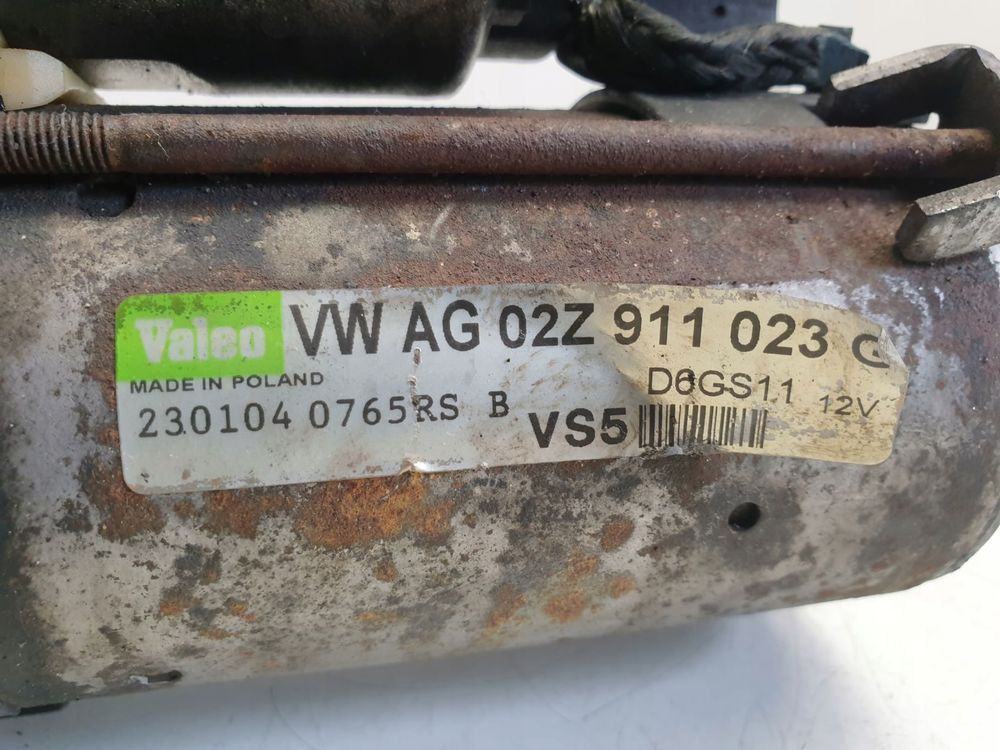 Valeo VW AG 02Z 911 023 G
MADE IN POLAND
D6GS11 12V
230104 0765RS B
VS5